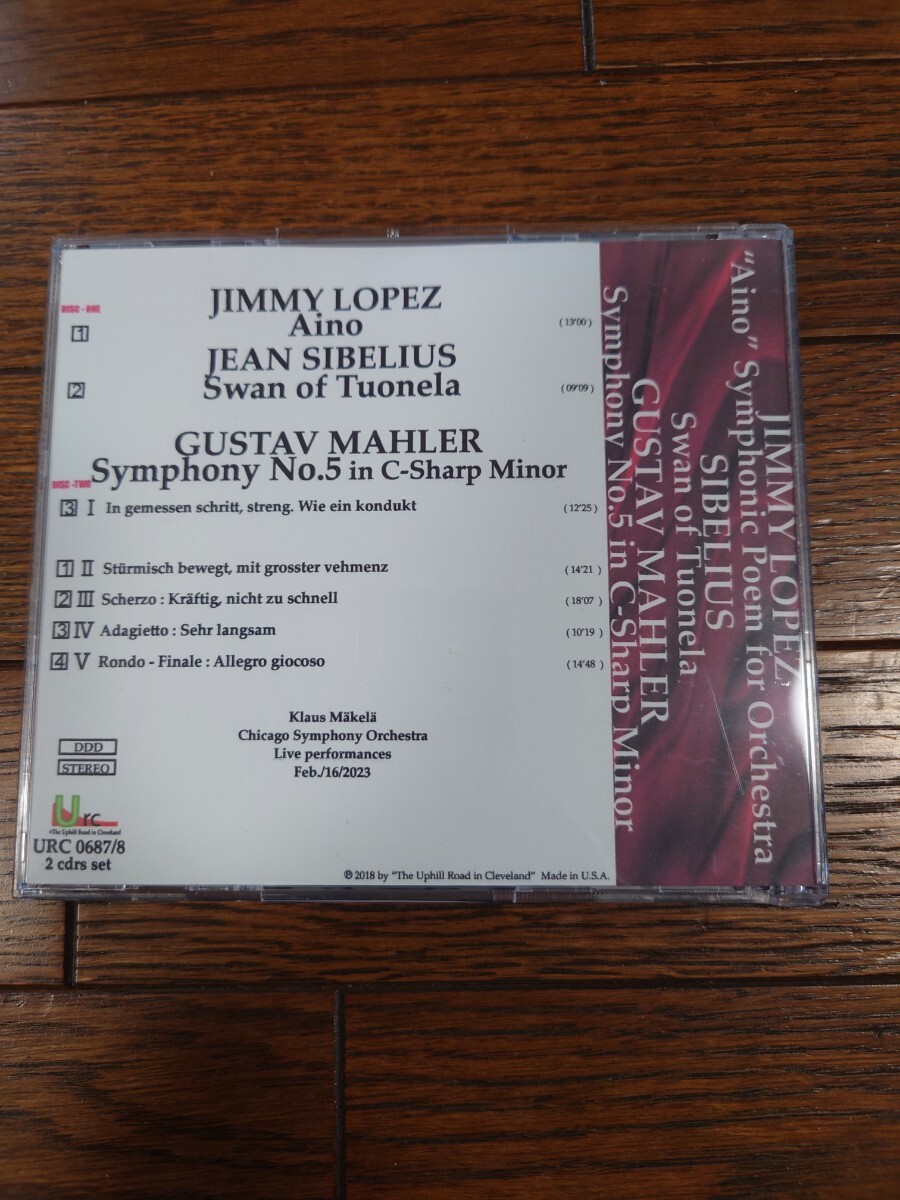 DISC - ONE
JIMMY LOPEZ
1 Aino (13'00)
JEAN SIBELIUS
2 Swan of Tuonela (09'09)
GUSTAV MAHLER
Symphony No.5 in C-Sharp Minor
DISC - TWO
3 I In gemessen schritt, streng. Wie ein kondukt (12'25)
1 II Stürmisch bewegt, mit grosster vehmenz (14'21)
2 III Scherzo : Kräftig, nicht zu schnell (18'07)
3 IV Adagietto : Sehr langsam (10'19)
4 V Rondo - Finale : Allegro giocoso (14'48)
Klaus Mäkelä
Chicago Symphony Orchestra
Live performances
Feb./16/2023
DDD
STEREO
Urc
•The Uphill Road in Cleveland
URC 0687/8
2 cdrs set
℗ 2018 by "The Uphill Road in Cleveland" Made in U.S.A.
JIMMY LOPEZ
"Aino" Symphonic Poem for Orchestra
SIBELIUS
Swan of Tuonela
GUSTAV MAHLER
Symphony No.5 in C-Sharp Minor